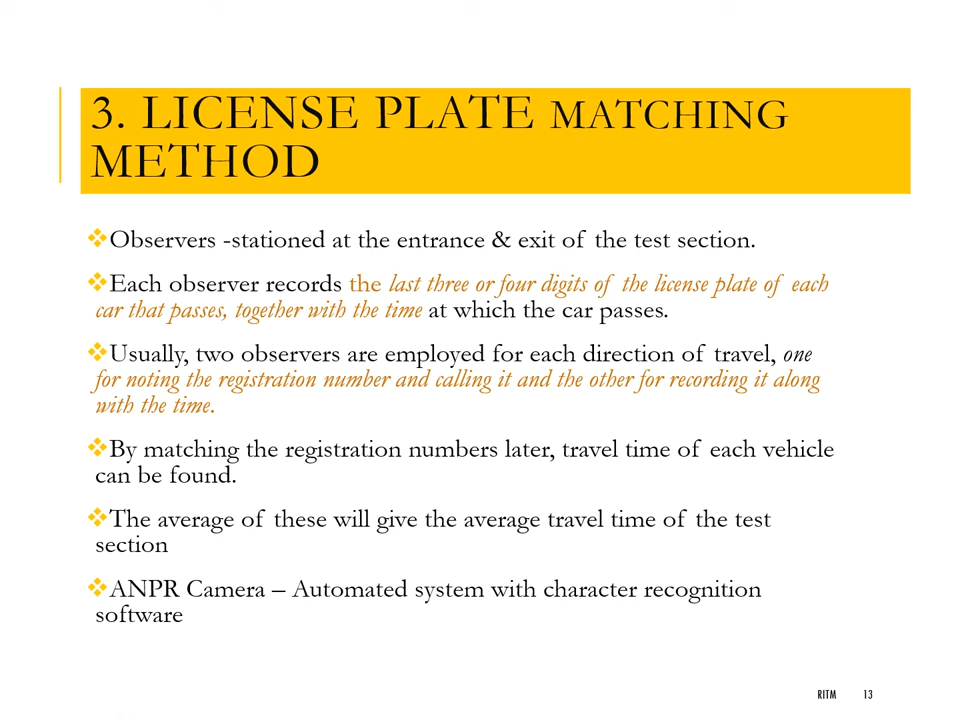 3. LICENSE PLATE MATCHING
METHOD
❖Observers -stationed at the entrance & exit of the test section.
❖Each observer records the last three or four digits of the license plate of each
car that passes, together with the time at which the car passes.
❖Usually, two observers are employed for each direction of travel, one
for noting the registration number and calling it and the other for recording it along
with the time.
❖By matching the registration numbers later, travel time of each vehicle
can be found.
❖The average of these will give the average travel time of the test
section
❖ANPR Camera – Automated system with character recognition
software
RITM 13